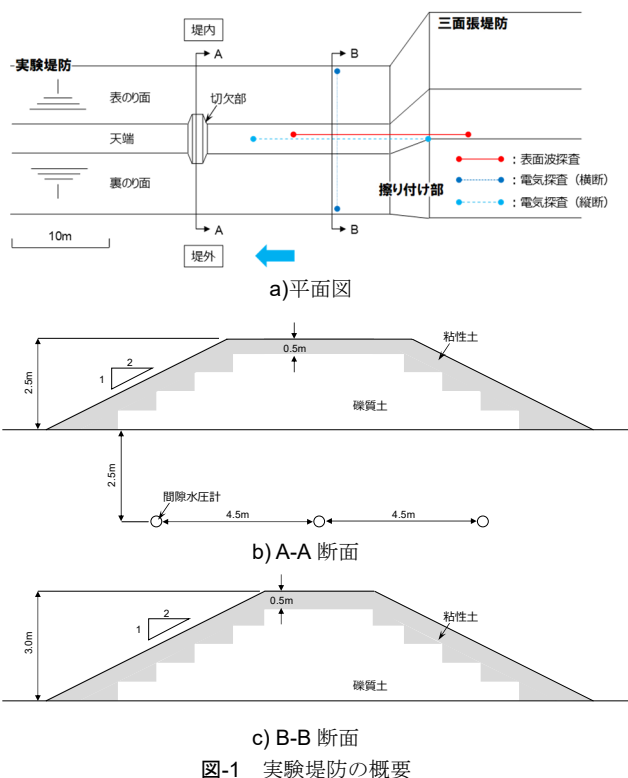 堤内
三面張堤防
A
B
実験堤防
表のり面
切欠部
天端
：表面波探査
裏のり面
擦り付け部
：電気探査（横断）
：電気探査（縦断）
A
B
10m
堤外
a)平面図
粘性土
0.5m
2
1
2.5m
礫質土
2.5m
間隙水圧計
4.5m
4.5m
b) A-A 断面
0.5m
2
1
粘性土
3.0m
礫質土
c) B-B 断面
図-1 実験堤防の概要